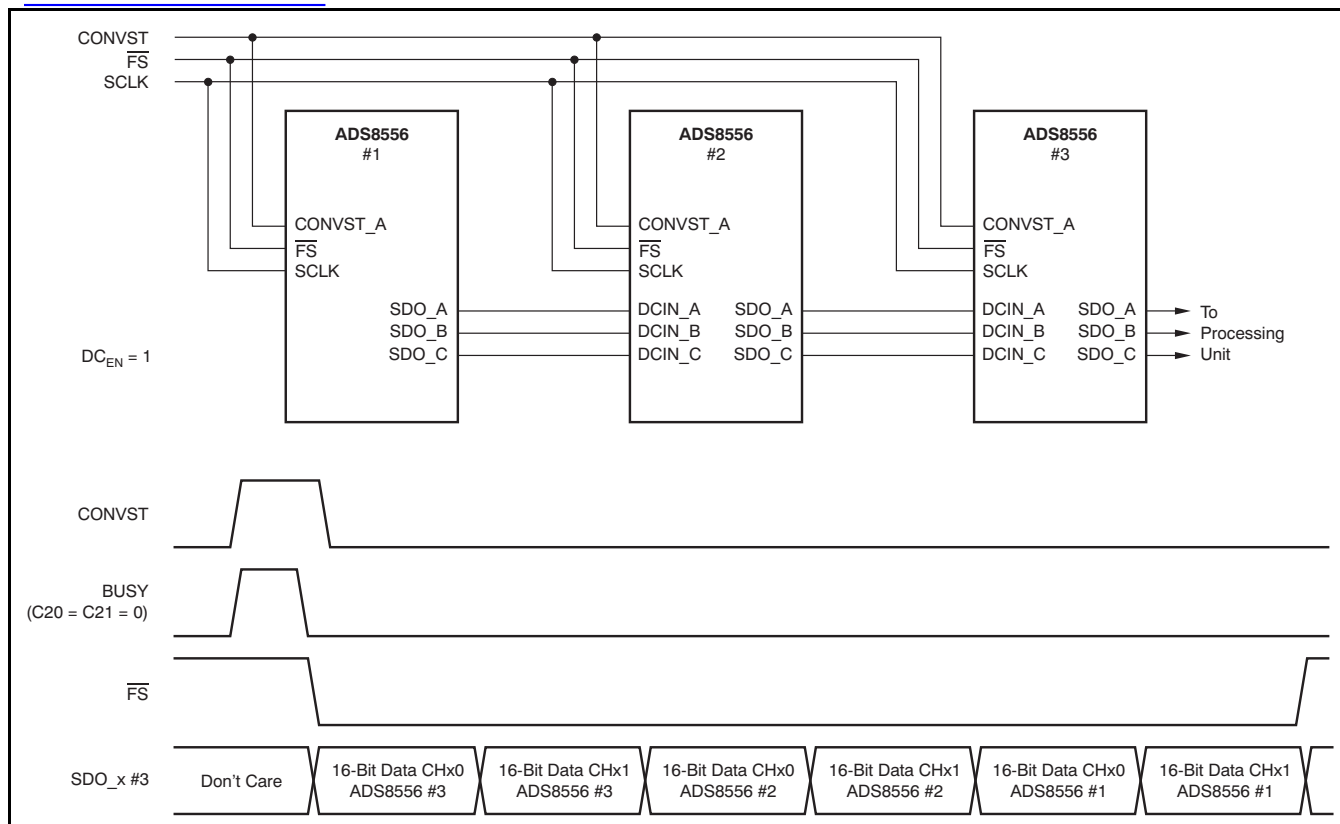 CONVST
FS
SCLK
ADS8556
#1
ADS8556
#2
ADS8556
#3
CONVST_A
FS
SCLK
CONVST_A
FS
SCLK
CONVST_A
FS
SCLK
SDO_A
SDO_B
SDO_C
DCIN_A
DCIN_B
DCIN_C
SDO_A
SDO_B
SDO_C
DCIN_A
DCIN_B
DCIN_C
SDO_A
SDO_B
SDO_C
To
Processing
Unit
DCEN = 1
CONVST
BUSY
(C20 = C21 = 0)
FS
SDO_x #3
Don't Care
16-Bit Data CHx0
ADS8556 #3
16-Bit Data CHx1
ADS8556 #3
16-Bit Data CHx0
ADS8556 #2
16-Bit Data CHx1
ADS8556 #2
16-Bit Data CHx0
ADS8556 #1
16-Bit Data CHx1
ADS8556 #1